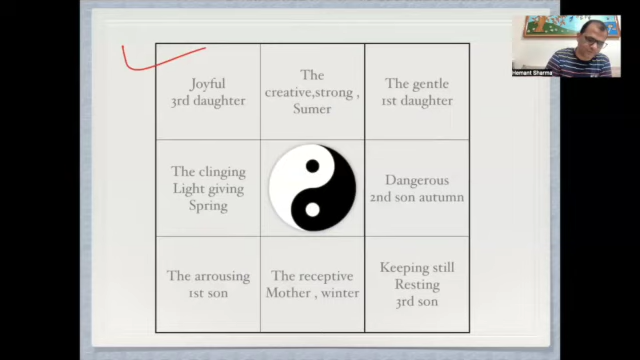 Joyful
3rd daughter
The
creative,strong ,
Sumer
The gentle
1st daughter
The clinging
Light giving
Spring
Dangerous
2nd son autumn
The arrousing
1st son
The receptive
Mother , winter
Keeping still
Resting
3rd son
Hemant Sharma